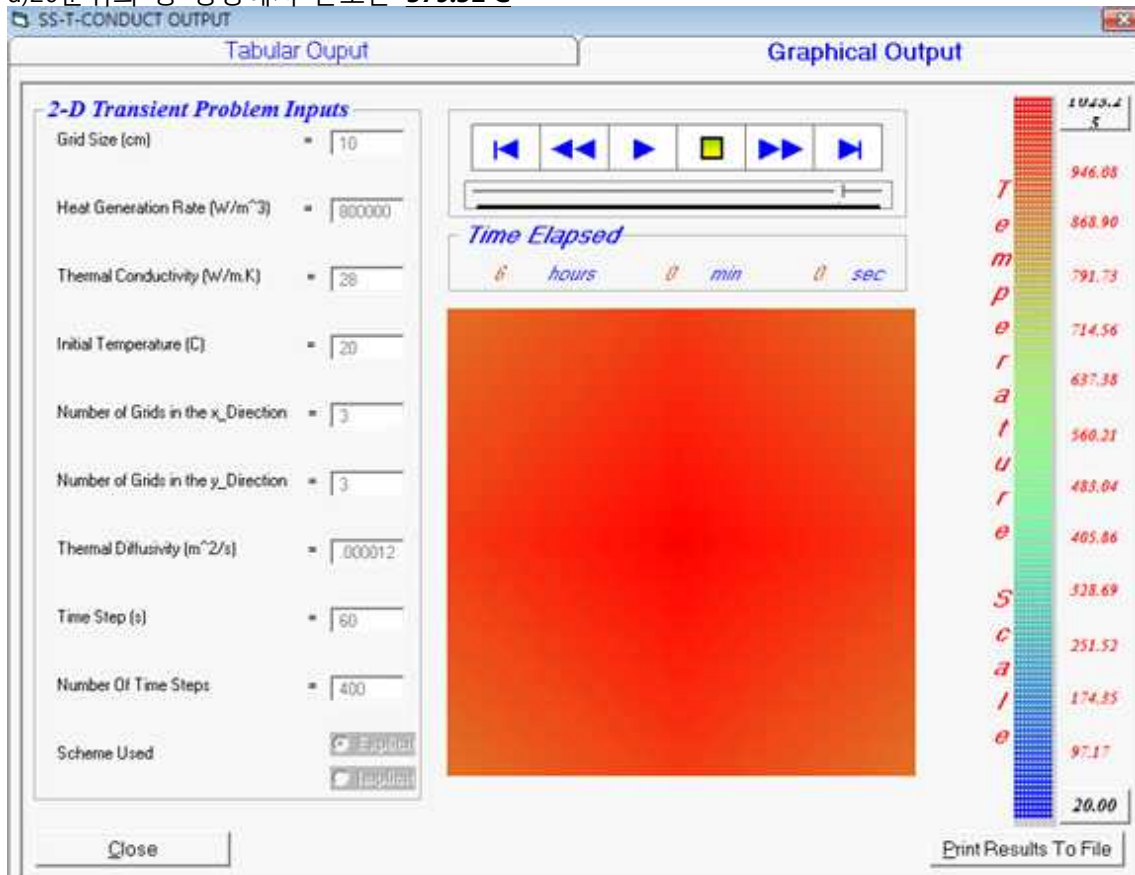 SS-T-CONDUCT OUTPUT
Tabular Ouput
Graphical Output
2-D Transient Problem Inputs
Grid Size (cm) = 10
Heat Generation Rate (W/m^3) = 800000
Thermal Conductivity (W/m.K) = 28
Initial Temperature (C) = 20
Number of Grids in the x_Direction = 3
Number of Grids in the y_Direction = 3
Thermal Diffusivity (m^2/s) = .000012
Time Step (s) = 60
Number Of Time Steps = 400
Scheme Used
Explicit
Implicit
Time Elapsed
6 hours 0 min 0 sec
Temperature Scale
946.08
868.90
791.73
714.56
637.38
560.21
483.04
405.86
328.69
251.52
174.35
97.17
20.00
Close
Print Results To File